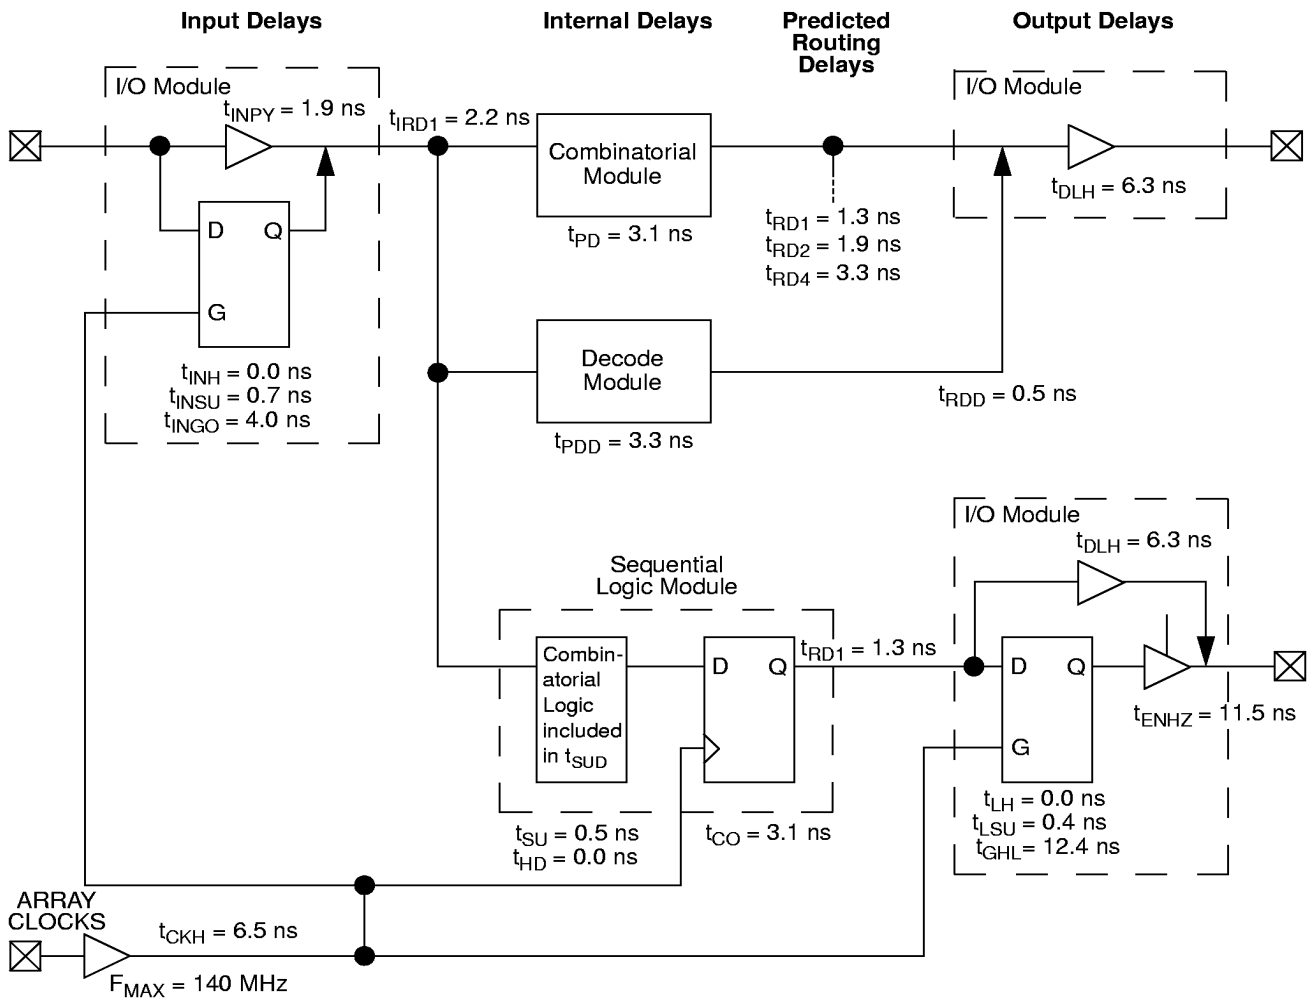 Input Delays
Internal Delays
Predicted
Routing
Delays
Output Delays
I/O Module
tINPY = 1.9 ns
tIRD1 = 2.2 ns
D
Q
G
tINH = 0.0 ns
tINSU = 0.7 ns
tINGO = 4.0 ns
Combinatorial
Module
tPD = 3.1 ns
tRD1 = 1.3 ns
tRD2 = 1.9 ns
tRD4 = 3.3 ns
I/O Module
tDLH = 6.3 ns
Decode
Module
tPDD = 3.3 ns
tRDD = 0.5 ns
Sequential
Logic Module
Combin-
atorial
Logic
included
in tSUD
D
Q
tSU = 0.5 ns
tHD = 0.0 ns
tCO = 3.1 ns
tRD1 = 1.3 ns
I/O Module
tDLH = 6.3 ns
D
Q
G
tENHZ = 11.5 ns
tLH = 0.0 ns
tLSU = 0.4 ns
tGHL= 12.4 ns
ARRAY
CLOCKS
tCKH = 6.5 ns
FMAX = 140 MHz